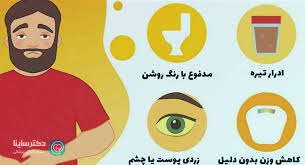 ادرار تیره
مدفوع با رنگ روشن
کاهش وزن بدون دلیل
زردی پوست یا چشم
دکترساینا